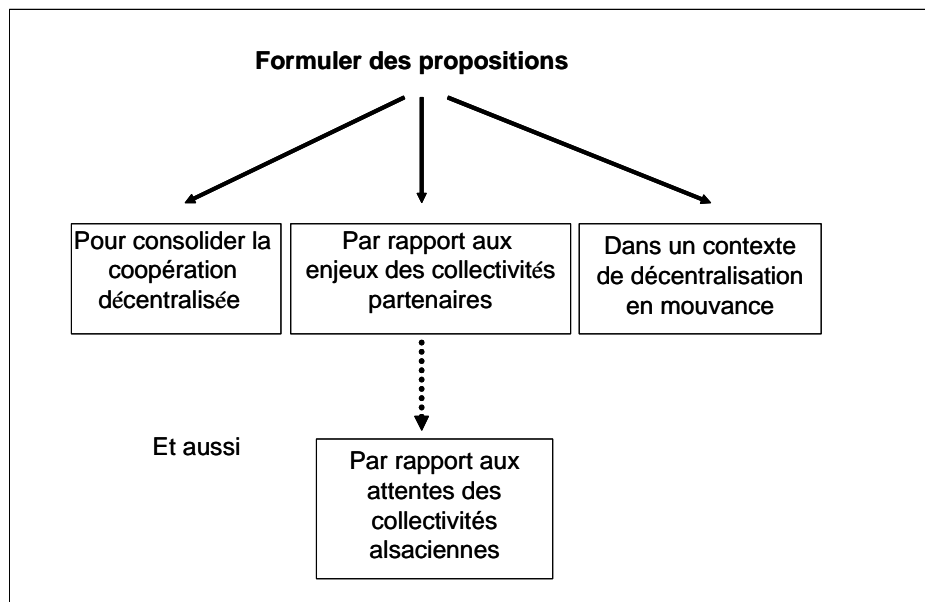 Formuler des propositions
Pour consolider la
coopération
décentralisée
Par rapport aux
enjeux des collectivités
partenaires
Dans un contexte
de décentralisation
en mouvance
Et aussi
Par rapport aux
attentes des
collectivités
alsaciennes